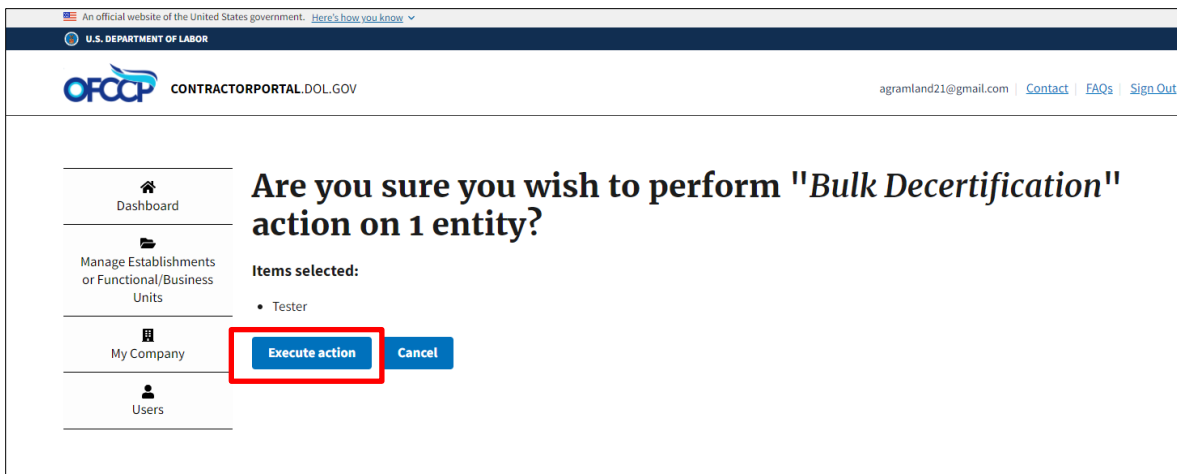 An official website of the United States government. Here's how you know
U.S. DEPARTMENT OF LABOR
OFCCP CONTRACTORPORTAL.DOL.GOV
agramland21@gmail.com | Contact | FAQs | Sign Out
Dashboard
Manage Establishments
or Functional/Business
Units
My Company
Users
Are you sure you wish to perform "Bulk Decertification"
action on 1 entity?
Items selected:
• Tester
Execute action
Cancel